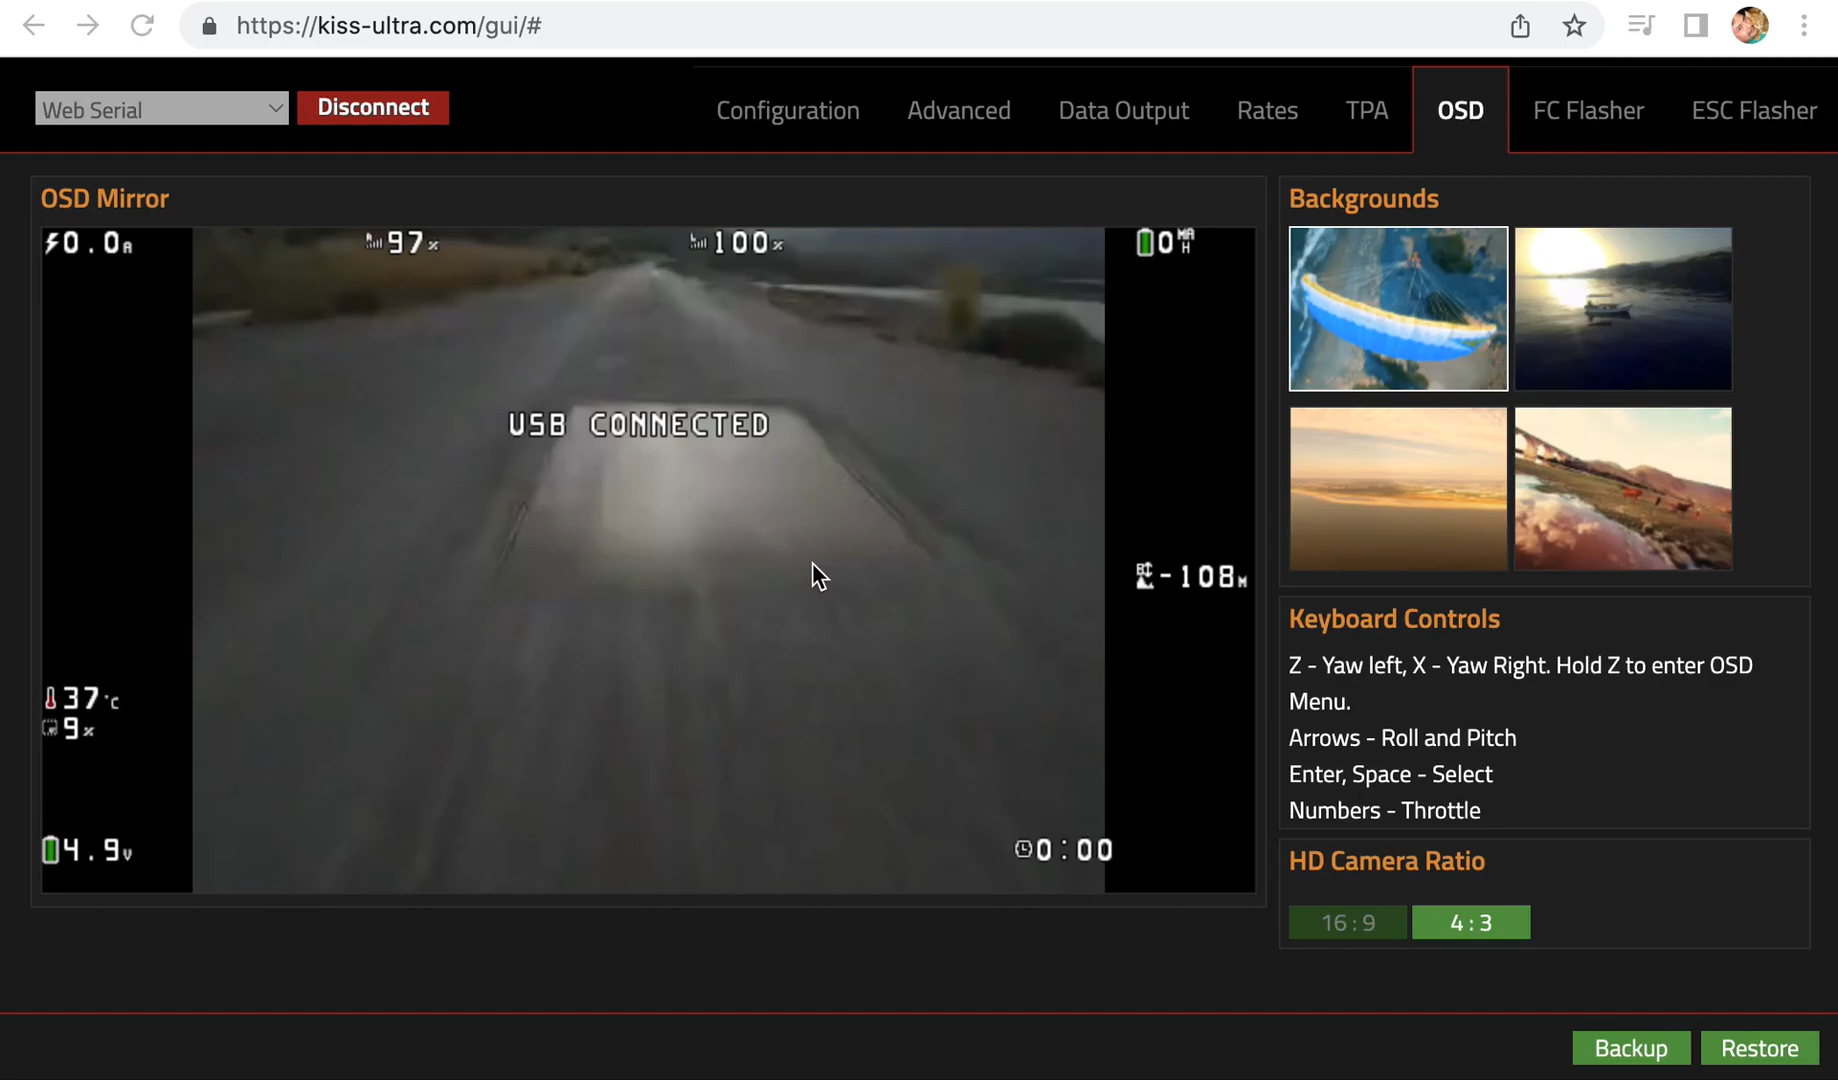 https://kiss-ultra.com/gui/#
Web Serial
Disconnect
Configuration
Advanced
Data Output
Rates
TPA
OSD
FC Flasher
ESC Flasher
OSD Mirror
0.0A
97%
100%
0MAH
USB CONNECTED
-108M
37°C
9%
4.9V
0:00
Backgrounds
Keyboard Controls
Z - Yaw left, X - Yaw Right. Hold Z to enter OSD
Menu.
Arrows - Roll and Pitch
Enter, Space - Select
Numbers - Throttle
HD Camera Ratio
16 : 9
4 : 3
Backup
Restore